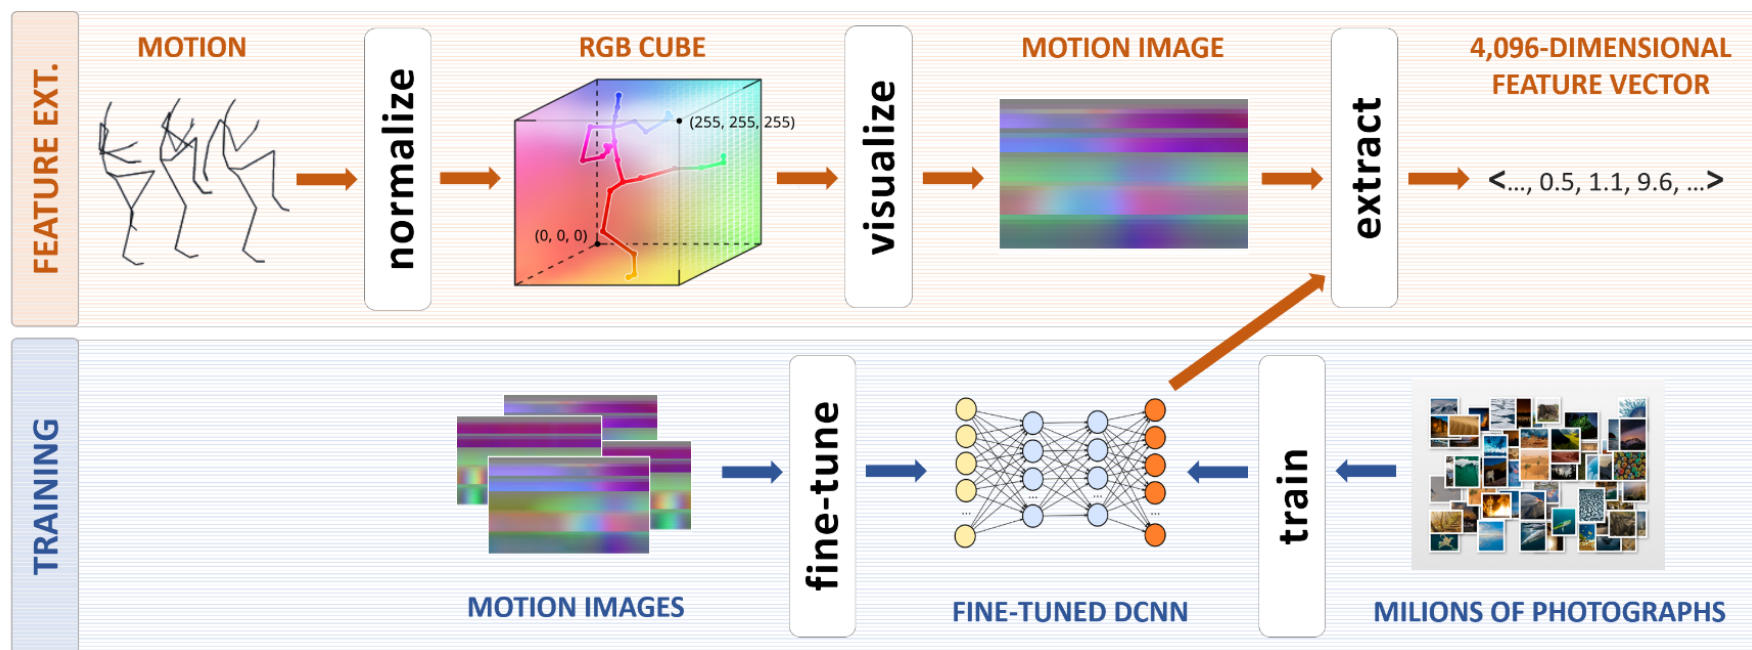 FEATURE EXT.
MOTION
normalize
RGB CUBE
(255, 255, 255)
(0, 0, 0)
visualize
MOTION IMAGE
extract
4,096-DIMENSIONAL
FEATURE VECTOR
<..., 0.5, 1.1, 9.6, ...>
TRAINING
MOTION IMAGES
fine-tune
...
...
...
...
FINE-TUNED DCNN
train
MILIONS OF PHOTOGRAPHS